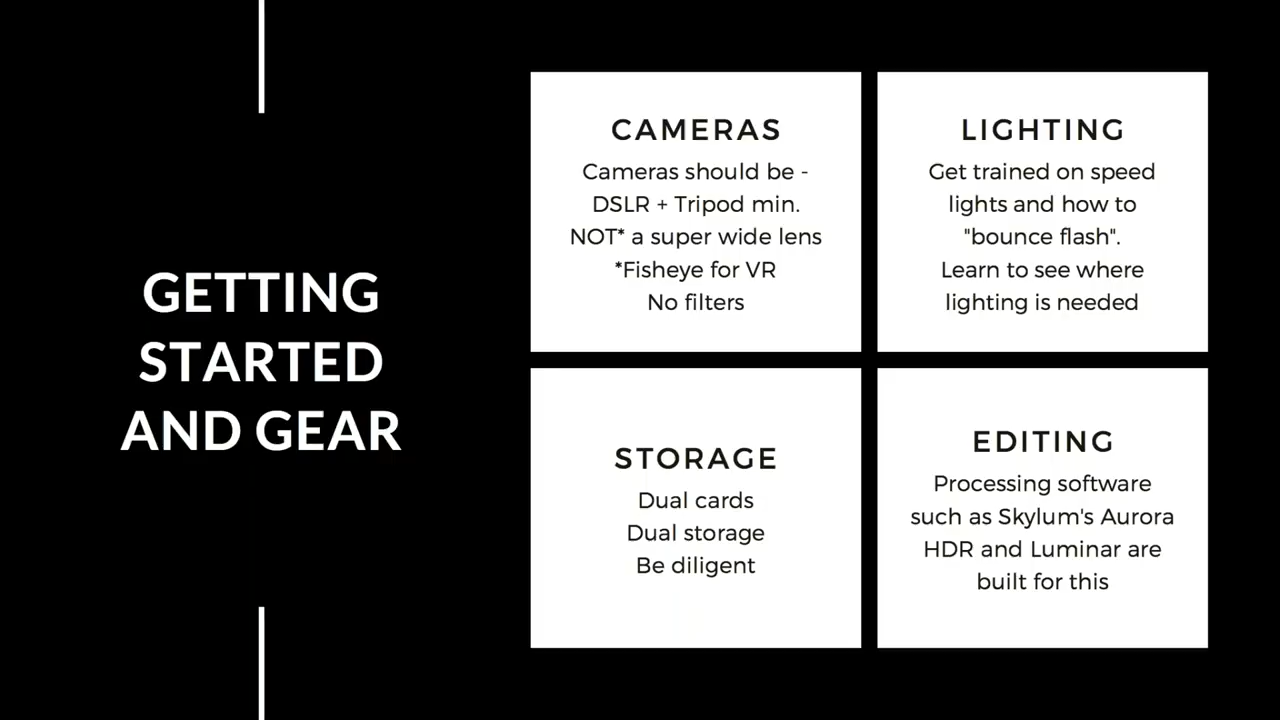 GETTING
STARTED
AND GEAR
CAMERAS
Cameras should be -
DSLR + Tripod min.
NOT* a super wide lens
*Fisheye for VR
No filters
LIGHTING
Get trained on speed
lights and how to
"bounce flash".
Learn to see where
lighting is needed
STORAGE
Dual cards
Dual storage
Be diligent
EDITING
Processing software
such as Skylum's Aurora
HDR and Luminar are
built for this